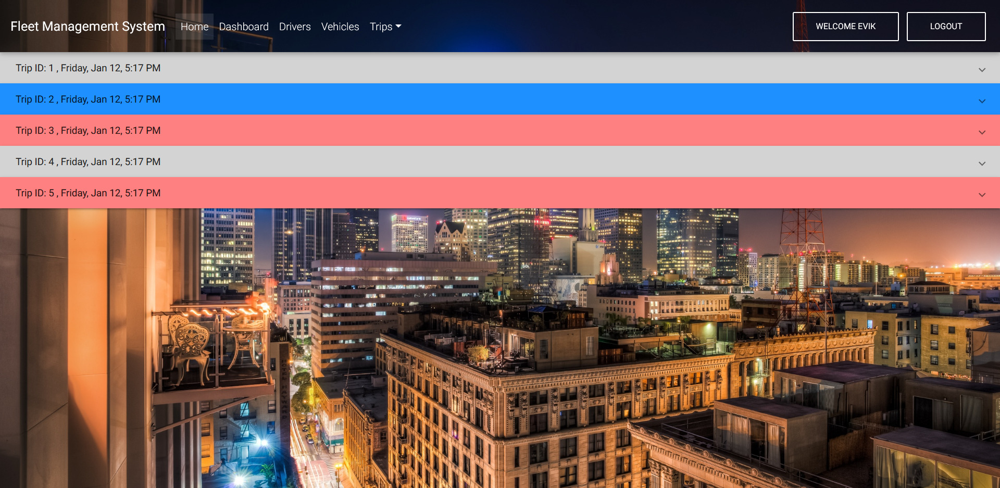 Fleet Management System Home Dashboard Drivers Vehicles Trips WELCOME EVIK LOGOUT
Trip ID: 1 , Friday, Jan 12, 5:17 PM
Trip ID: 2 , Friday, Jan 12, 5:17 PM
Trip ID: 3 , Friday, Jan 12, 5:17 PM
Trip ID: 4 , Friday, Jan 12, 5:17 PM
Trip ID: 5 , Friday, Jan 12, 5:17 PM